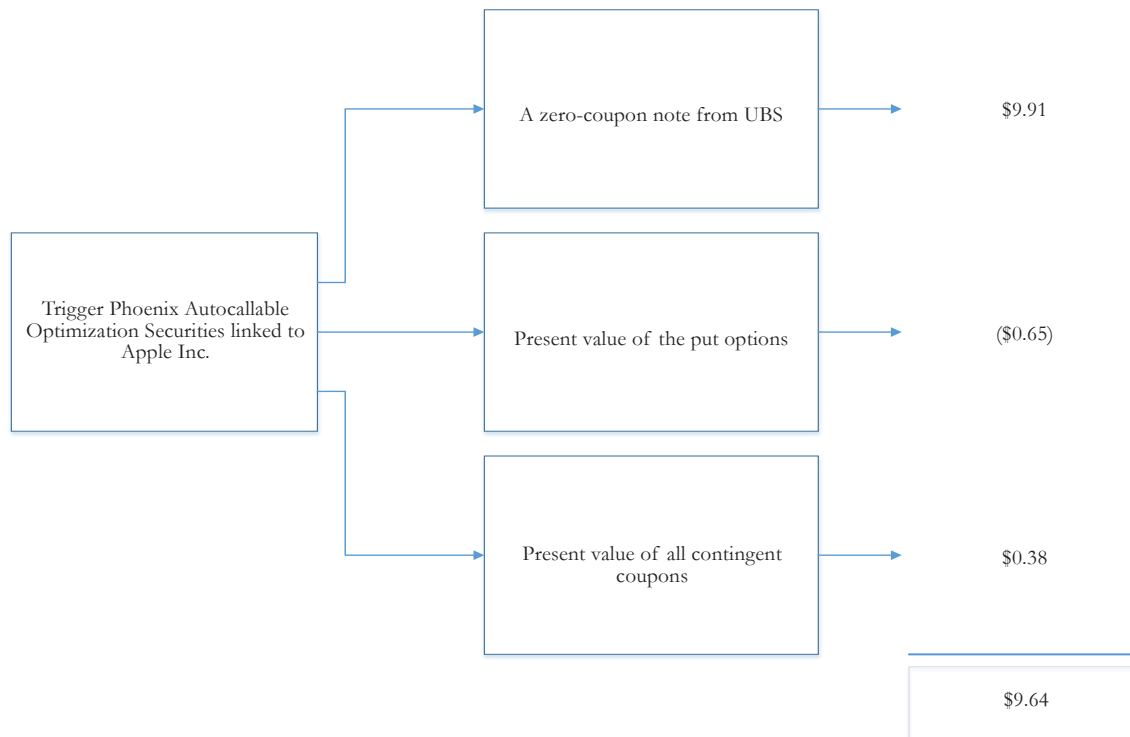 A zero-coupon note from UBS
$9.91
Trigger Phoenix Autocallable
Optimization Securities linked to
Apple Inc.
Present value of the put options
($0.65)
Present value of all contingent
coupons
$0.38
$9.64